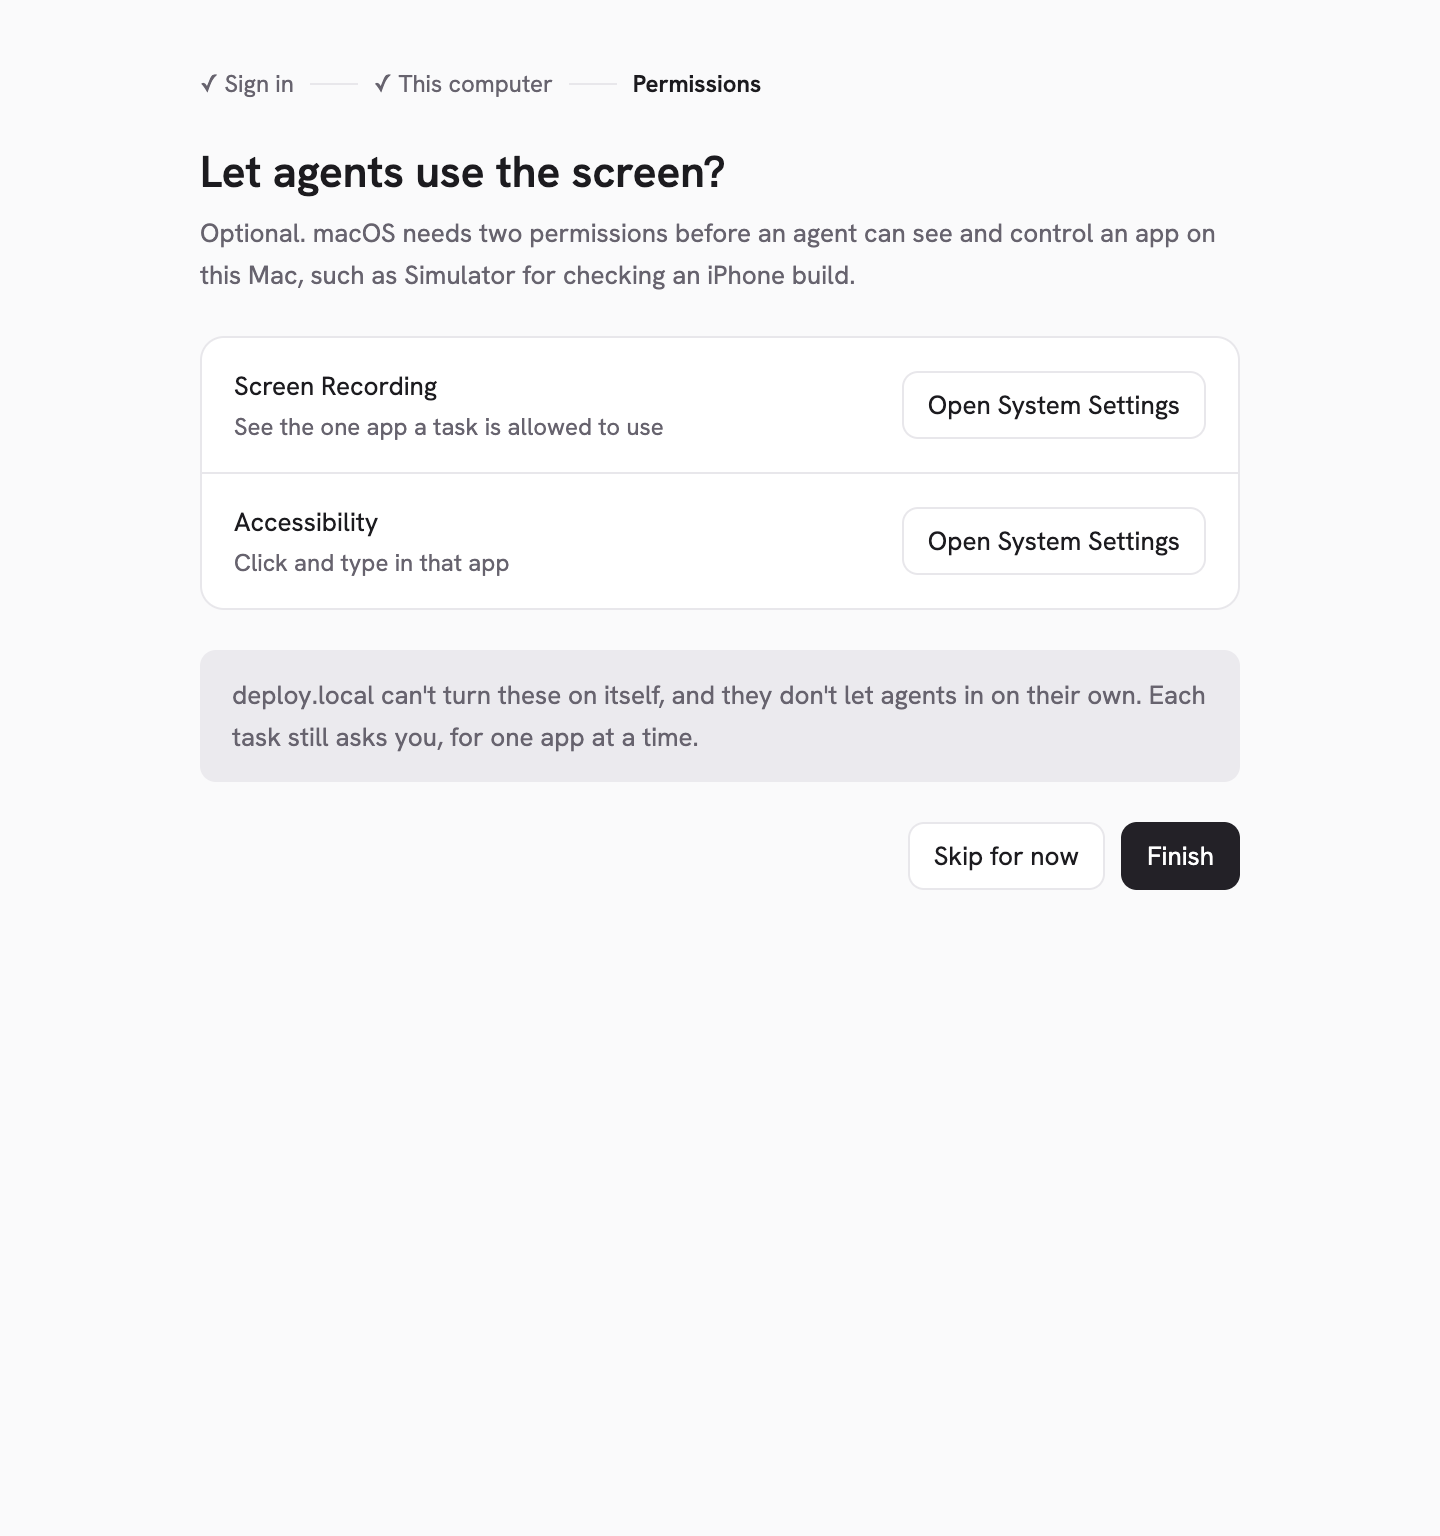 ✓ Sign in
✓ This computer
Permissions
Let agents use the screen?
Optional. macOS needs two permissions before an agent can see and control an app on
this Mac, such as Simulator for checking an iPhone build.
Screen Recording
See the one app a task is allowed to use
Open System Settings
Accessibility
Click and type in that app
Open System Settings
deploy.local can't turn these on itself, and they don't let agents in on their own. Each
task still asks you, for one app at a time.
Skip for now
Finish